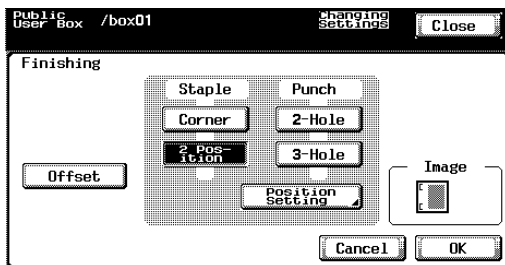 Public
User Box /box01
Changing
Settings
Close
Finishing
Staple
Punch
Corner
2-Hole
2 Pos-
ition
3-Hole
Offset
Position
Setting
Image
Cancel
OK